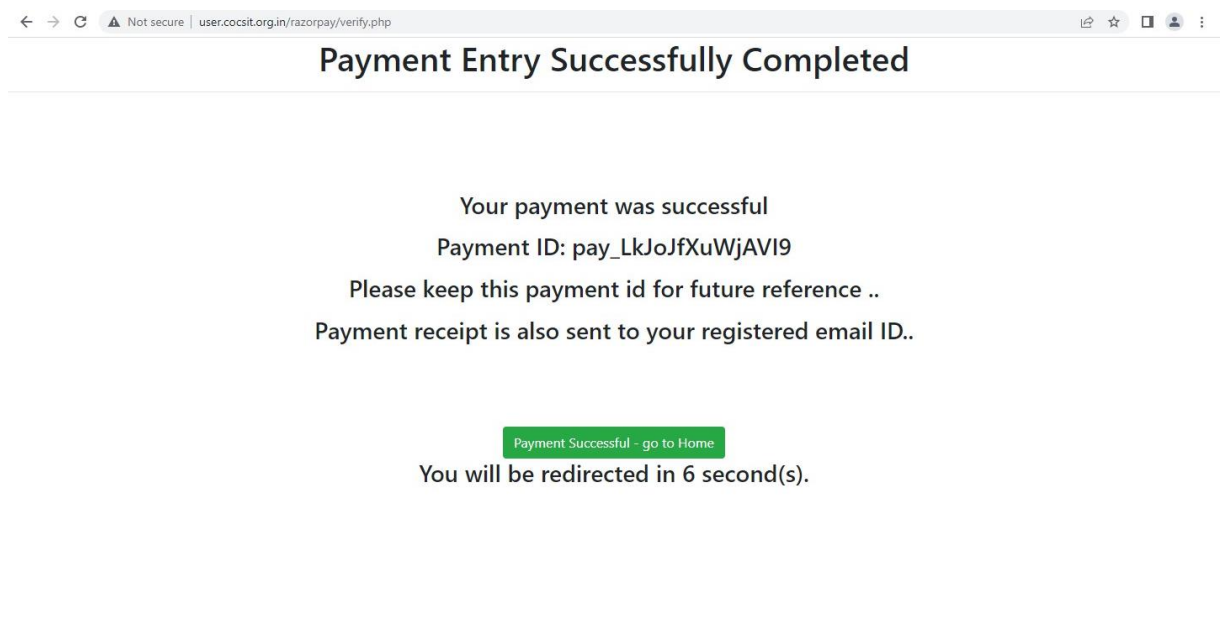 Not secure | user.cocsit.org.in/razorpay/verify.php
Payment Entry Successfully Completed
Your payment was successful
Payment ID: pay_LkJoJfXuWjAVI9
Please keep this payment id for future reference ..
Payment receipt is also sent to your registered email ID..
Payment Successful - go to Home
You will be redirected in 6 second(s).